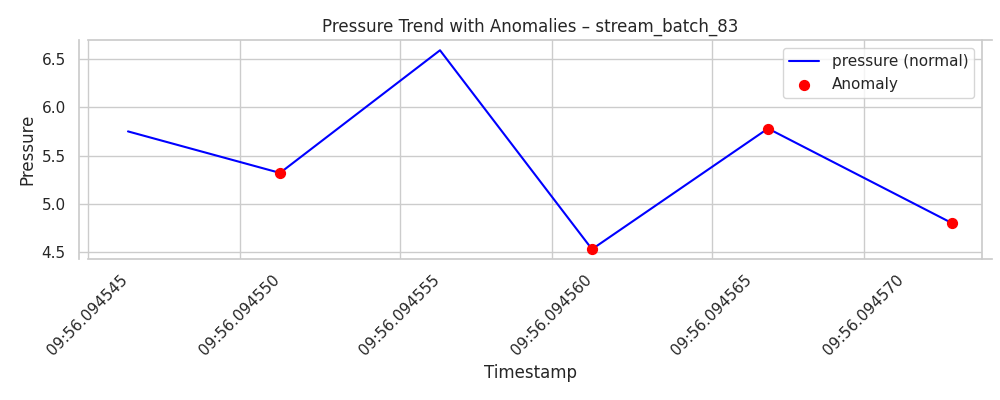 Pressure Trend with Anomalies – stream_batch_83
pressure (normal)
Anomaly
Pressure
6.5
6.0
5.5
5.0
4.5
09:56.094545
09:56.094550
09:56.094555
09:56.094560
09:56.094565
09:56.094570
Timestamp